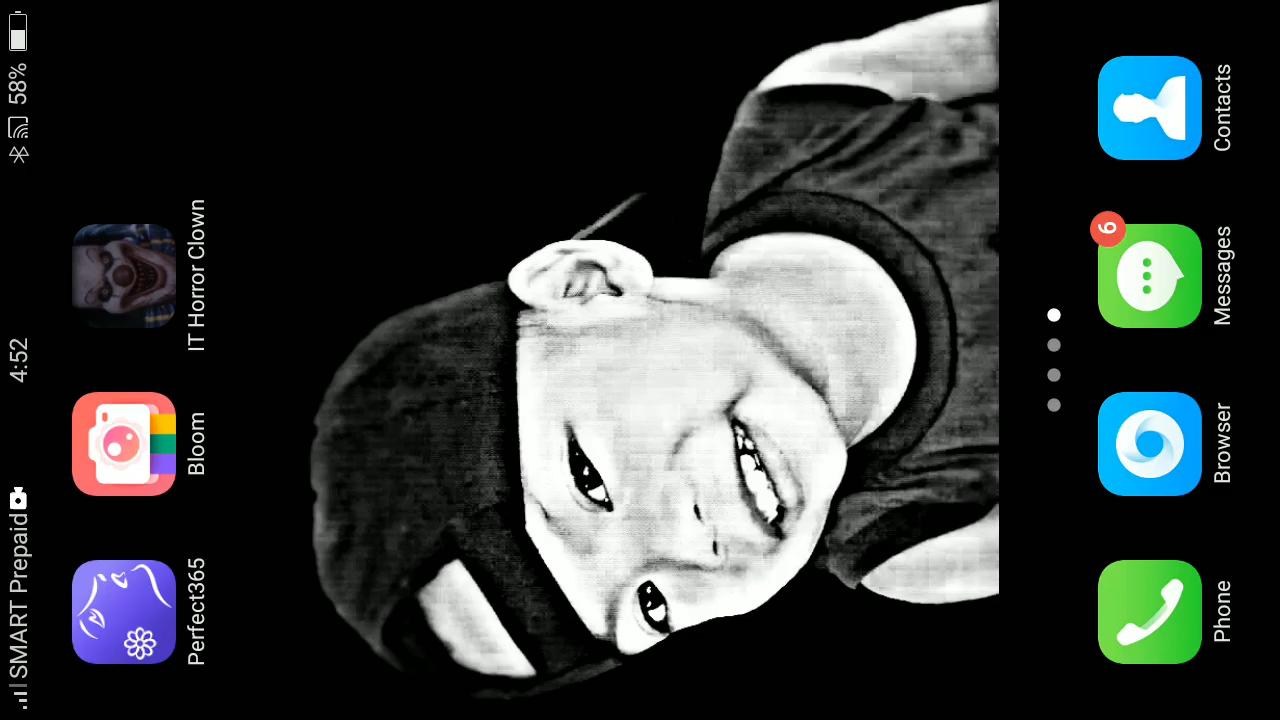 SMART Prepaid 4:52 58%
Perfect365 Bloom IT Horror Clown
6
Phone Browser Messages Contacts